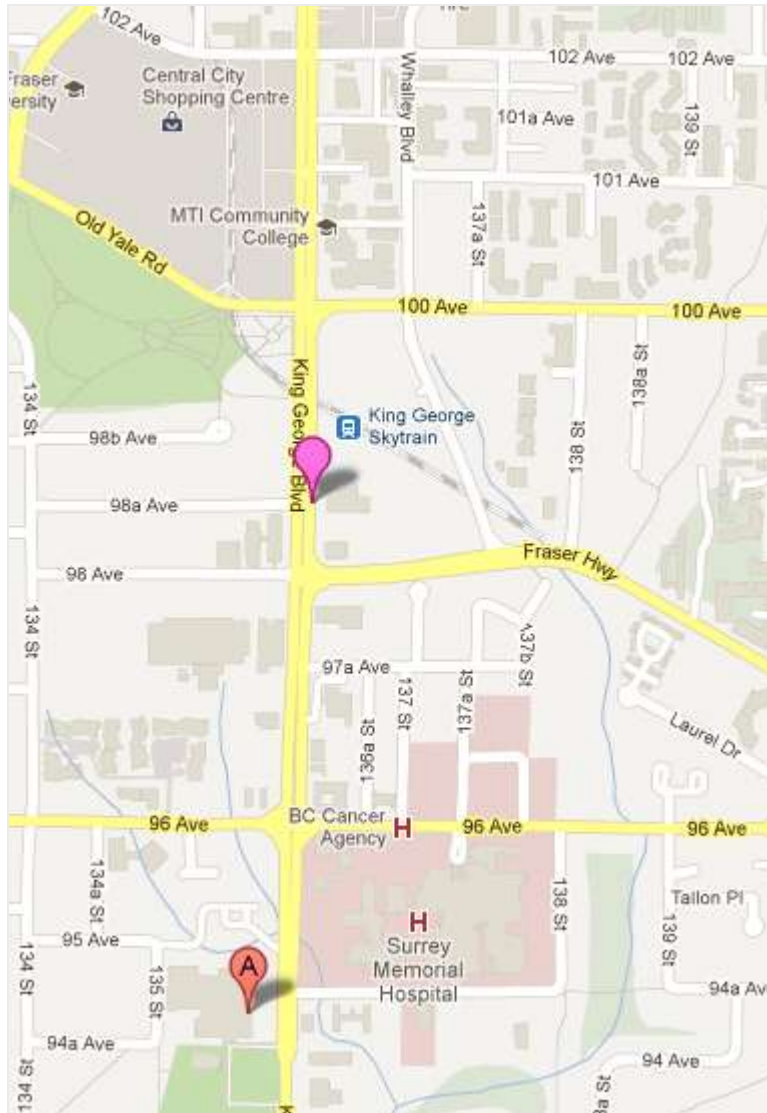 102 Ave
Fraser
ersity
Central City
Shopping Centre
Whalley Blvd
102 Ave
102 Ave
101a Ave
139 St
101 Ave
MTI Community
College
137a St
Old Yale Rd
100 Ave
100 Ave
King George Blvd
134 St
138a St
King George
Skytrain
98b Ave
138 St
98a Ave
Fraser Hwy
98 Ave
134 St
137b St
97a Ave
137a St
137 St
136a St
Laurel Dr
96 Ave
BC Cancer
Agency
H
96 Ave
96 Ave
134a St
138 St
Tallon Pl
H
Surrey
Memorial
Hospital
139 St
95 Ave
134 St
135 St
A
94a Av
94a Ave
94 Ave
134 St
8a St
K